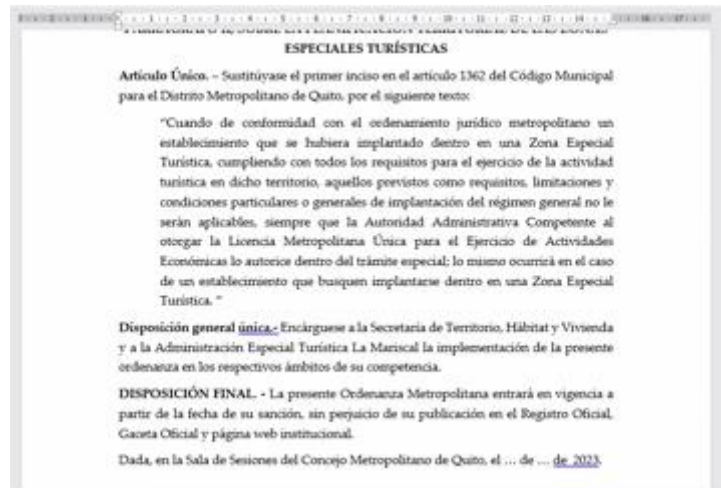 ESPECIALES TURÍSTICAS
Artículo Único. – Sustitúyase el primer inciso en el artículo 1362 del Código Municipal
para el Distrito Metropolitano de Quito, por el siguiente texto:
“Cuando de conformidad con el ordenamiento jurídico metropolitano un
establecimiento que se hubiera implantado dentro en una Zona Especial
Turística, cumpliendo con todos los requisitos para el ejercicio de la actividad
turística en dicho territorio, aquellos previstos como requisitos, limitaciones y
condiciones particulares o generales de implantación del régimen general no le
serán aplicables, siempre que la Autoridad Administrativa Competente al
otorgar la Licencia Metropolitana Única para el Ejercicio de Actividades
Económicas lo autorice dentro del trámite especial; lo mismo ocurrirá en el caso
de un establecimiento que busquen implantarse dentro en una Zona Especial
Turística. ”
Disposición general única.- Encárguese a la Secretaría de Territorio, Hábitat y Vivienda
y a la Administración Especial Turística La Mariscal la implementación de la presente
ordenanza en los respectivos ámbitos de su competencia.
DISPOSICIÓN FINAL. - La presente Ordenanza Metropolitana entrará en vigencia a
partir de la fecha de su sanción, sin perjuicio de su publicación en el Registro Oficial,
Gaceta Oficial y página web institucional.
Dada, en la Sala de Sesiones del Concejo Metropolitano de Quito, el … de … de 2023.